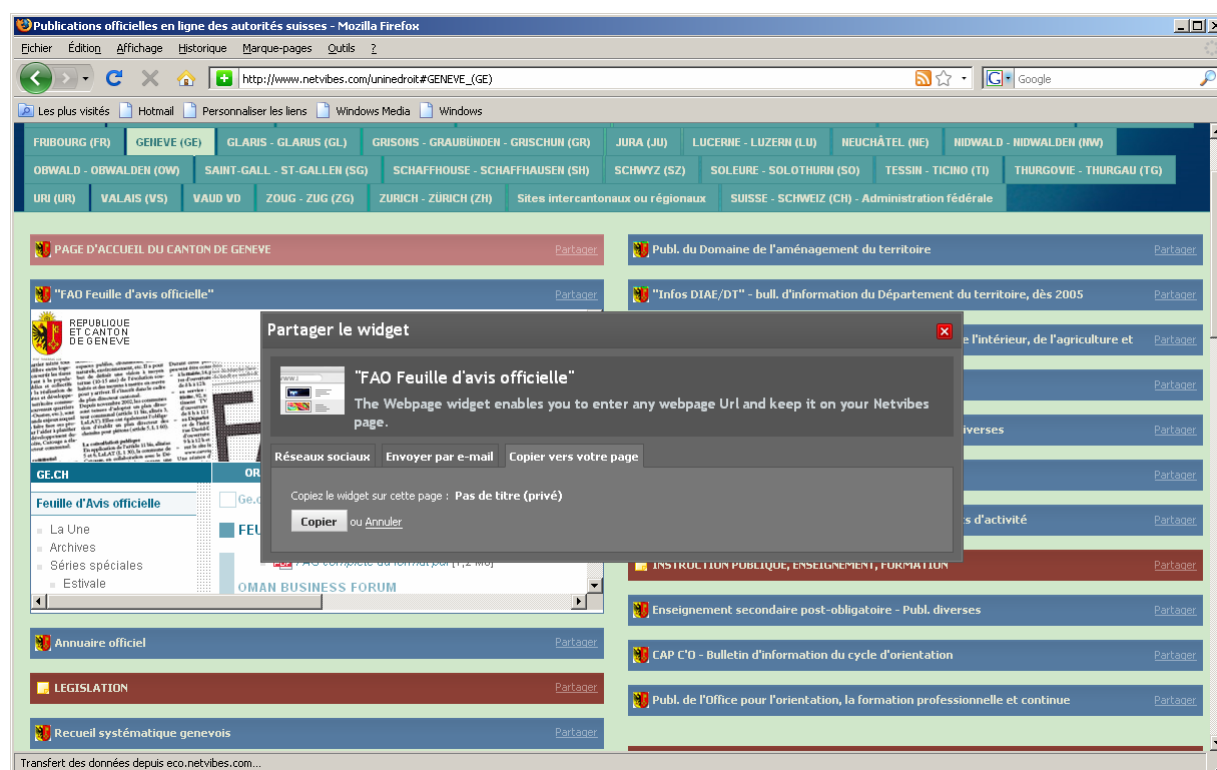 Publications officielles en ligne des autorités suisses - Mozilla Firefox
Fichier Édition Affichage Historique Marque-pages Outils ?
http://www.netvibes.com/uninedroit#GENEVE_(GE)
Google
Les plus visités Hotmail Personnaliser les liens Windows Media Windows
FRIBOURG (FR) GENEVE (GE) GLARIS - GLARUS (GL) GRISONS - GRAUBÜNDEN - GRISCHUN (GR) JURA (JU) LUCERNE - LUZERN (LU) NEUCHÂTEL (NE) NIDWALD - NIDWALDEN (NW)
OBWALD - OBWALDEN (OW) SAINT-GALL - ST-GALLEN (SG) SCHAFFHOUSE - SCHAFFHAUSEN (SH) SCHWYZ (SZ) SOLEURE - SOLOTHURN (SO) TESSIN - TICINO (TI) THURGOVIE - THURGAU (TG)
URI (UR) VALAIS (VS) VAUD VD ZOUG - ZUG (ZG) ZURICH - ZÜRICH (ZH) Sites intercantonaux ou régionaux SUISSE - SCHWEIZ (CH) - Administration fédérale
PAGE D'ACCUEIL DU CANTON DE GENEVE Partager
"FAO Feuille d'avis officielle" Partager
REPUBLIQUE
ET CANTON
DE GENEVE
GE.CH
Feuille d'Avis officielle
La Une
Archives
Séries spéciales
Estivale
OMAN BUSINESS FORUM
Annuaire officiel Partager
LEGISLATION Partager
Recueil systématique genevois Partager
Partager le widget
"FAO Feuille d'avis officielle"
The Webpage widget enables you to enter any webpage Url and keep it on your Netvibes
page.
Réseaux sociaux Envoyer par e-mail Copier vers votre page
Copiez le widget sur cette page : Pas de titre (privé)
Copier ou Annuler
Publ. du Domaine de l'aménagement du territoire Partager
"Infos DIAE/DT" - bull. d'information du Département du territoire, dès 2005 Partager
l'intérieur, de l'agriculture et Partager
Partager
Partager
Partager
d'activité Partager
INSTRUCTION PUBLIQUE, ENSEIGNEMENT, FORMATION Partager
Enseignement secondaire post-obligatoire - Publ. diverses Partager
CAP C'O - Bulletin d'information du cycle d'orientation Partager
Publ. de l'Office pour l'orientation, la formation professionnelle et continue Partager
Transfert des données depuis eco.netvibes.com...